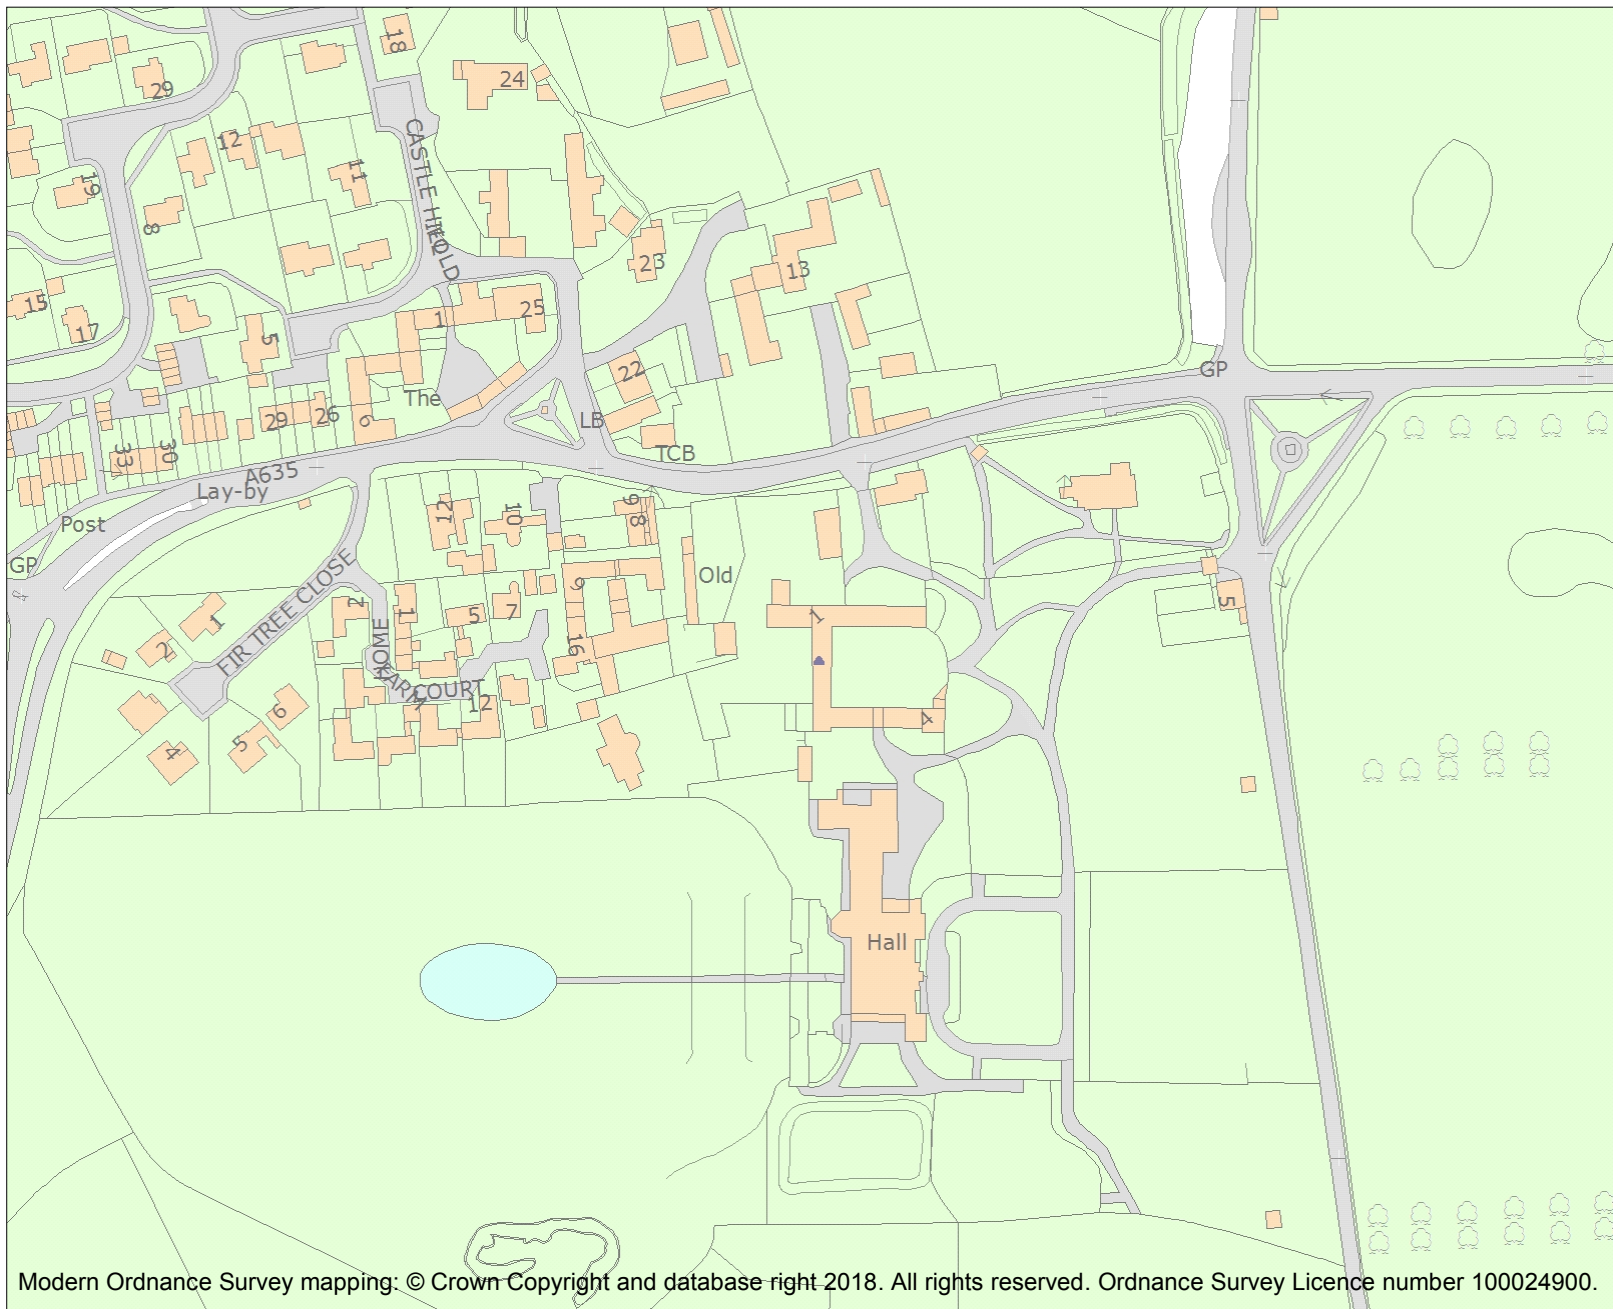 18
24
29
12
11
19
8
CASTLE HILL
FOLD
23
13
15
17
5
1
25
22
The
29
26
6
LB
TCB
GP
33
30
A635
Lay-by
Post
GP
12
10
9
8
Old
FIR TREE CLOSE
2
1
1
2
5
7
9
16
HOME
FARM
COURT
12
6
5
4
1
4
5
Hall
Modern Ordnance Survey mapping: © Crown Copyright and database right 2018. All rights reserved. Ordnance Survey Licence number 100024900.